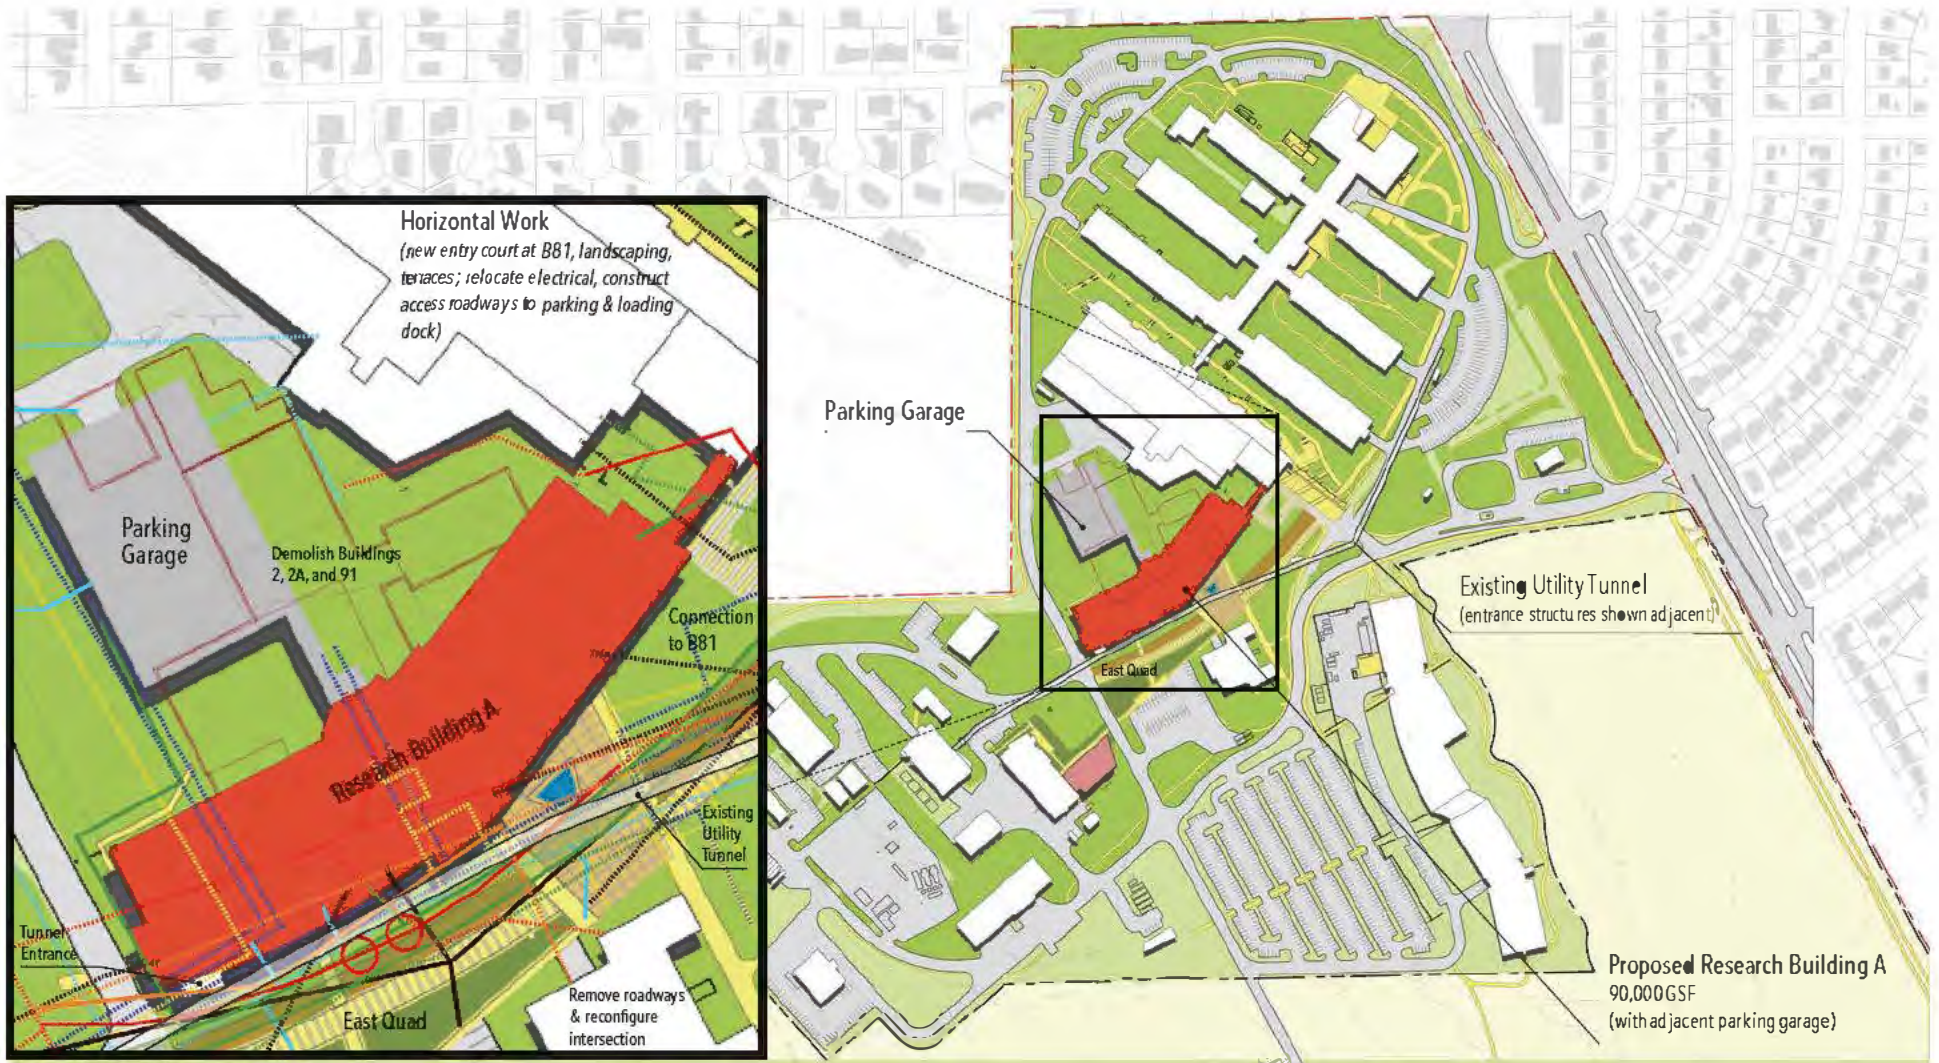 Horizontal Work
(new entry court at B81, landscaping,
terraces; relocate electrical, construct
access roadways to parking & loading
dock)
Parking
Garage
Demolish Buildings
2, 2A, and 91
Connection
to B81
Research Building A
Existing
Utility
Tunnel
Tunnel
Entrance
East Quad
Remove roadways
& reconfigure
intersection
Parking Garage
East Quad
Existing Utility Tunnel
(entrance structures shown adjacent)
Proposed Research Building A
90,000 GSF
(with adjacent parking garage)